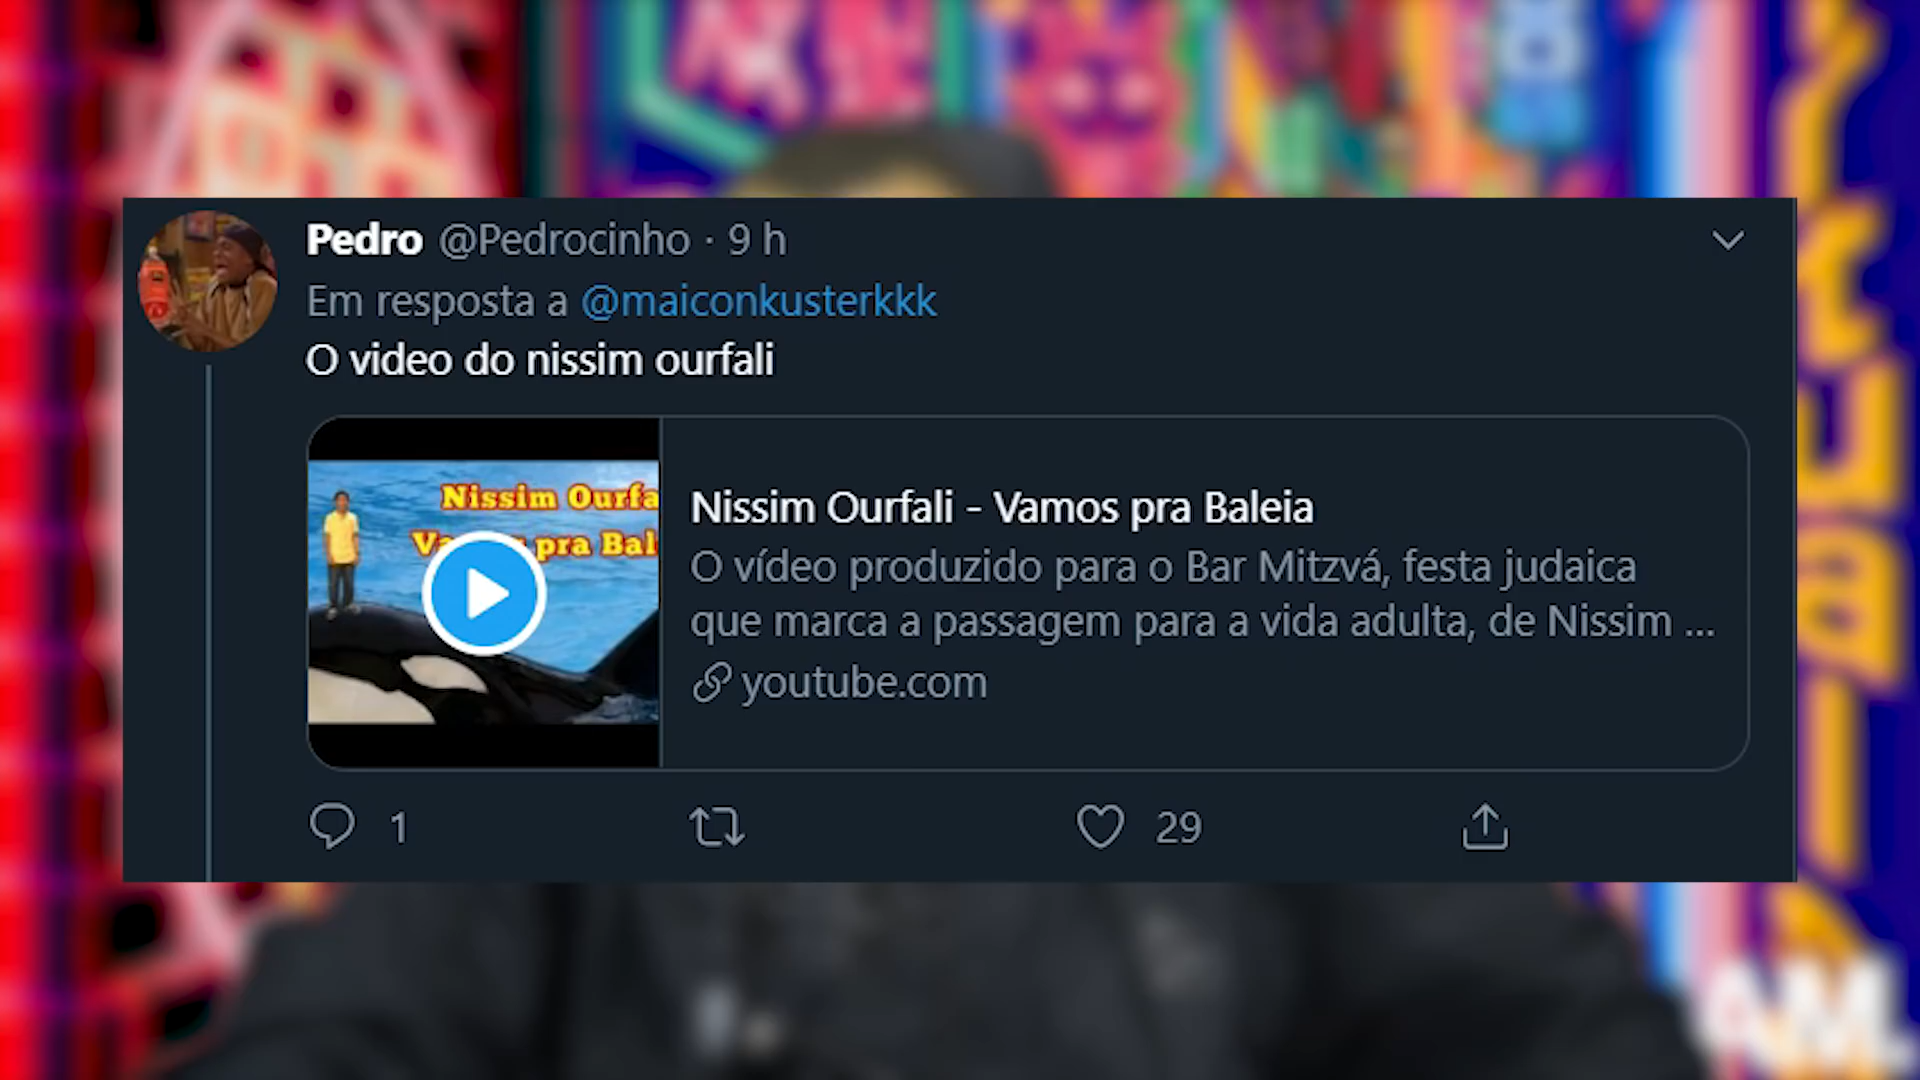 Pedro @Pedrocinho · 9 h
Em resposta a @maiconkusterkkk
O video do nissim ourfali
Nissim Ourfa
pra Bal
Nissim Ourfali - Vamos pra Baleia
O vídeo produzido para o Bar Mitzvá, festa judaica
que marca a passagem para a vida adulta, de Nissim ...
youtube.com
1
29